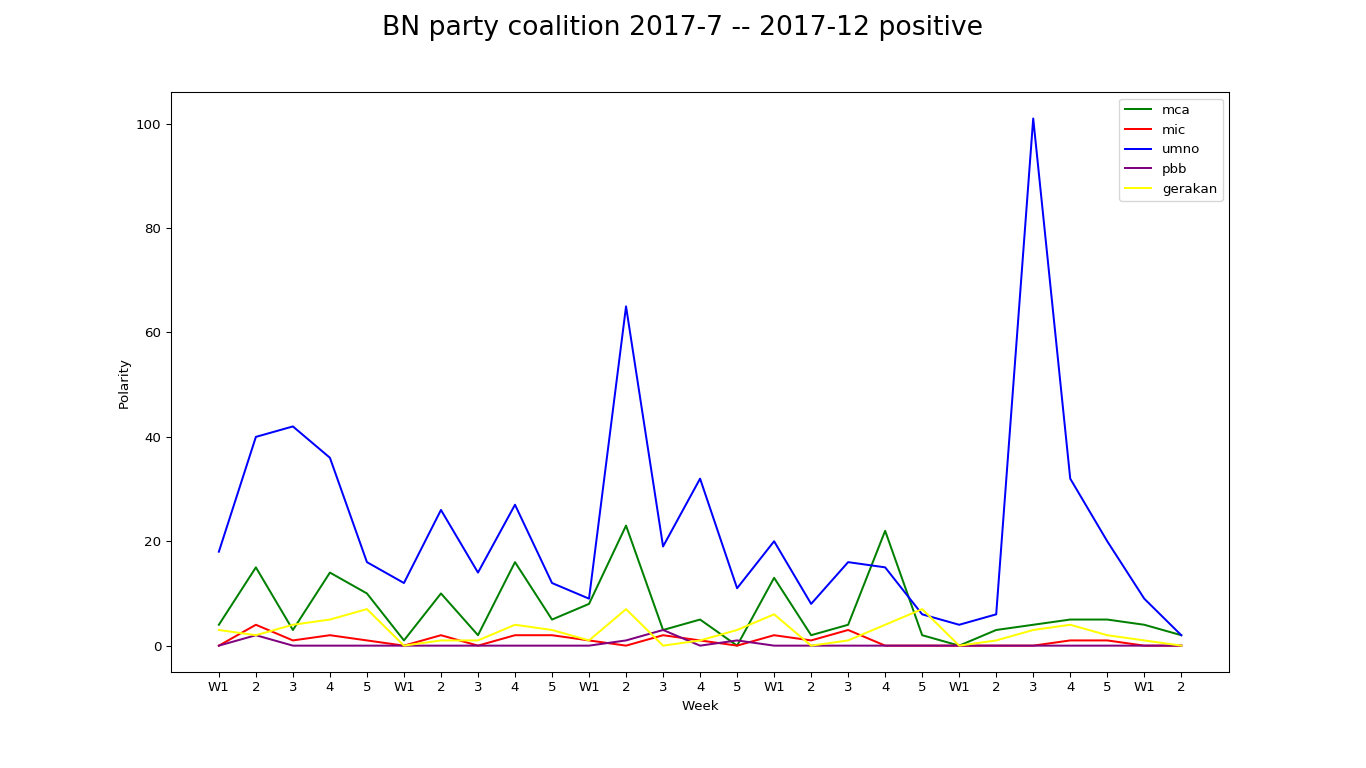 BN party coalition 2017-7 -- 2017-12 positive
mca
mic
umno
pbb
gerakan
100
80
60
40
20
0
Polarity
W1 2 3 4 5 W1 2 3 4 5 W1 2 3 4 5 W1 2 3 4 5 W1 2 3 4 5 W1 2
Week